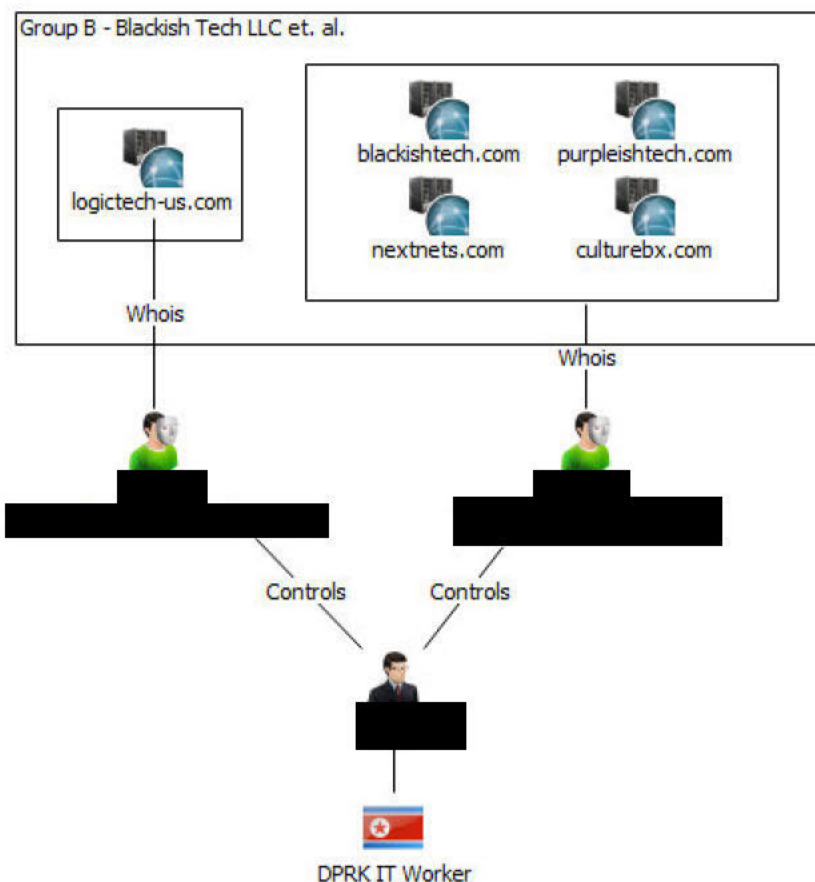 Group B - Blackish Tech LLC et. al.
logictech-us.com
blackishtech.com
purpleishtech.com
nextnets.com
culturebx.com
Whois
Whois
Controls
Controls
DPRK IT Worker